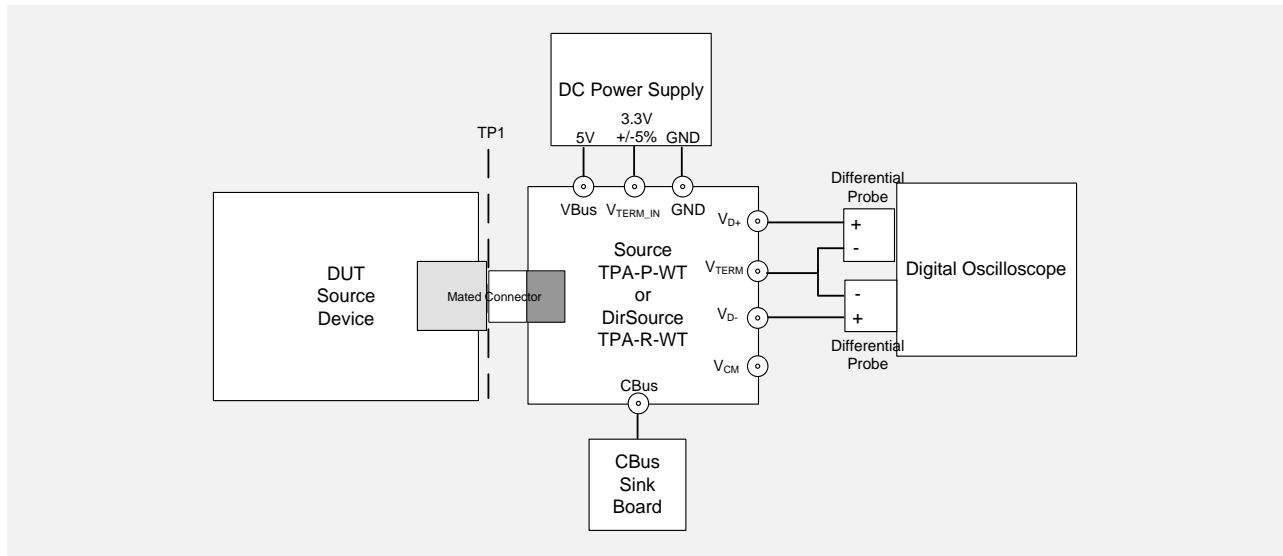 DC Power Supply
3.3V
5V +/-5% GND
TP1
VBus VTERM_IN GND
Differential
Probe
VD+
+
-
DUT
Source
Device
Mated Connector
Source
TPA-P-WT
or
DirSource
TPA-R-WT
VTERM
Digital Oscilloscope
-
+
VD-
Differential
Probe
VCM
CBus
CBus
Sink
Board